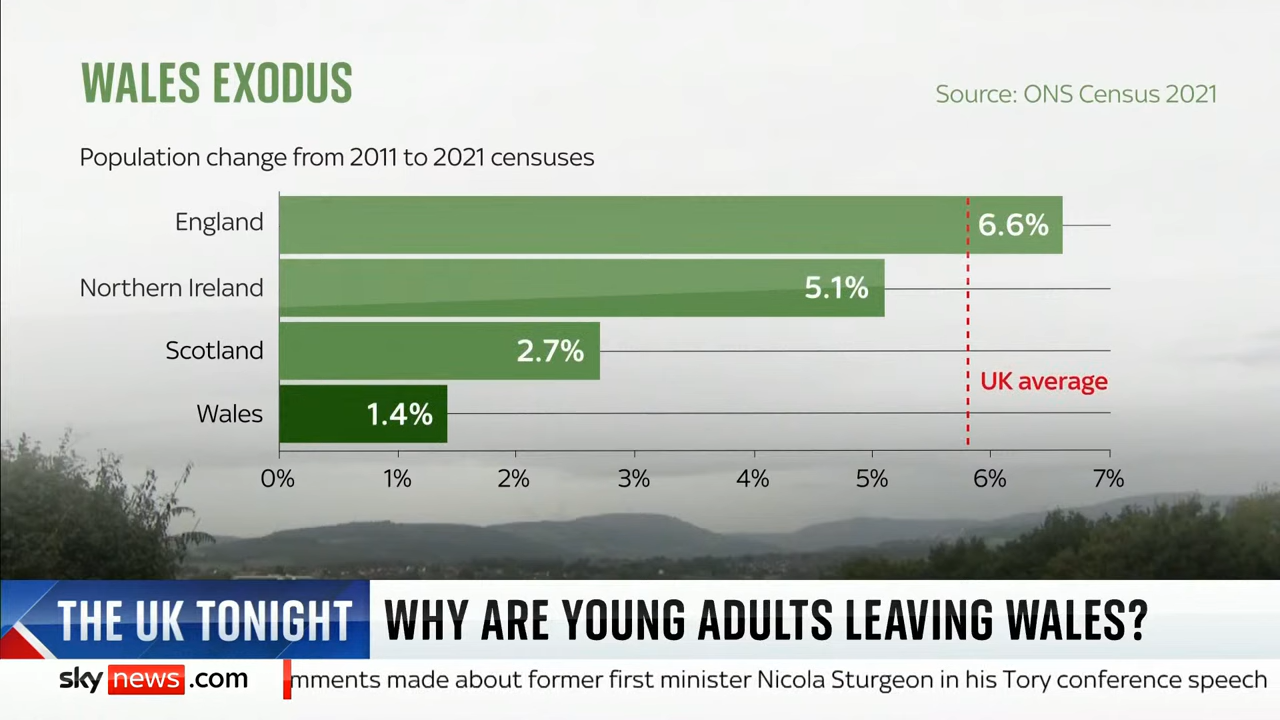 WALES EXODUS
Source: ONS Census 2021
Population change from 2011 to 2021 censuses
England 6.6%
Northern Ireland 5.1%
Scotland 2.7%
UK average
Wales 1.4%
0% 1% 2% 3% 4% 5% 6% 7%
THE UK TONIGHT WHY ARE YOUNG ADULTS LEAVING WALES?
sky news.com mments made about former first minister Nicola Sturgeon in his Tory conference speech